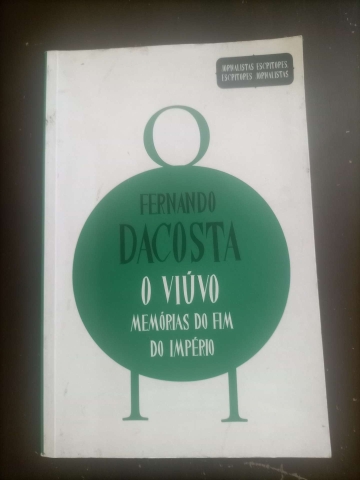 JORNALISTAS ESCRITORES
ESCRITORES JORNALISTAS
FERNANDO
DACOSTA
O VIÚVO
MEMÓRIAS DO FIM
DO IMPÉRIO